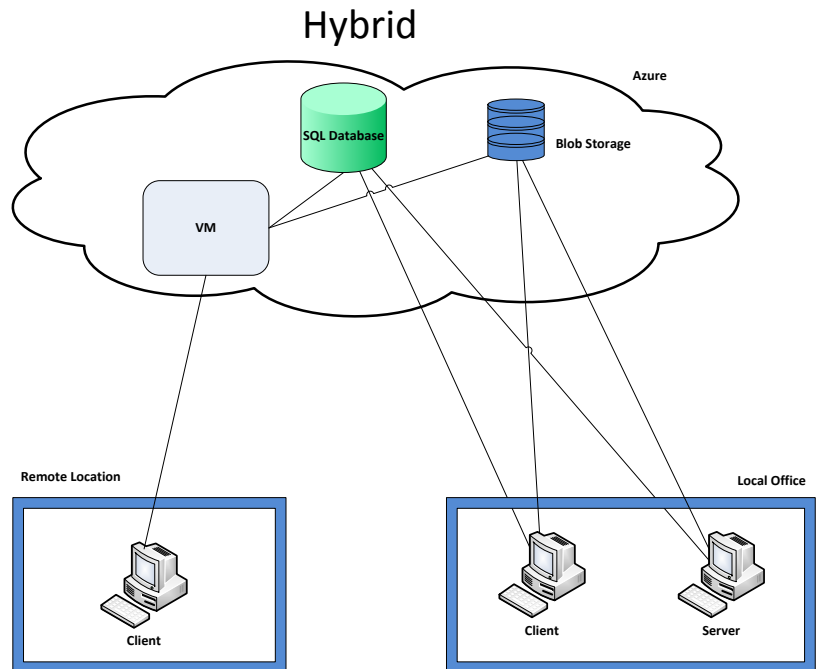 Hybrid
Azure
SQL Database
Blob Storage
VM
Remote Location
Local Office
Client
Client
Server